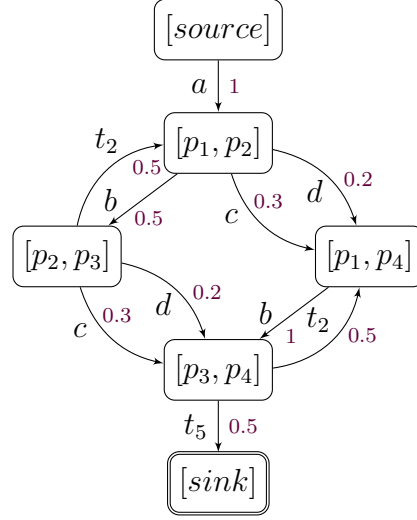 [source]
a 1
[p₁, p₂]
t₂ 0.5
b 0.5
c 0.3
d 0.2
[p₂, p₃]
[p₁, p₄]
c 0.3
d 0.2
b 1
t₂ 0.5
[p₃, p₄]
t₅ 0.5
[sink]